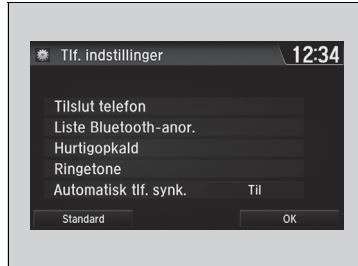 Tlf. indstillinger 12:34
Tilslut telefon
Liste Bluetooth-anor.
Hurtigopkald
Ringetone
Automatisk tlf. synk. Til
Standard OK